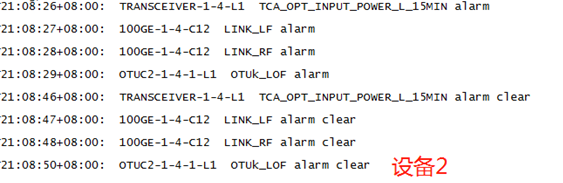 21:08:26+08:00: TRANSCEIVER-1-4-L1 TCA_OPT_INPUT_POWER_L_15MIN alarm
21:08:27+08:00: 100GE-1-4-C12 LINK_LF alarm
21:08:28+08:00: 100GE-1-4-C12 LINK_RF alarm
21:08:29+08:00: OTUC2-1-4-1-L1 OTUk_LOF alarm
21:08:46+08:00: TRANSCEIVER-1-4-L1 TCA_OPT_INPUT_POWER_L_15MIN alarm clear
21:08:47+08:00: 100GE-1-4-C12 LINK_LF alarm clear
21:08:48+08:00: 100GE-1-4-C12 LINK_RF alarm clear
21:08:50+08:00: OTUC2-1-4-1-L1 OTUk_LOF alarm clear 设备2